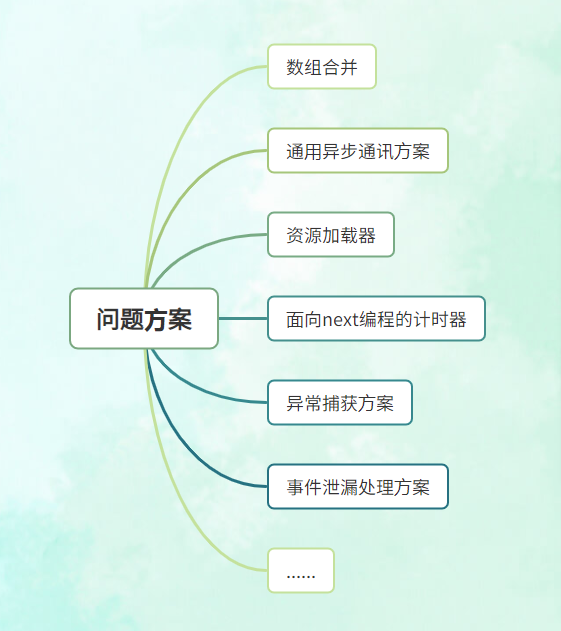 数组合并
通用异步通讯方案
资源加载器
问题方案
面向next编程的计时器
异常捕获方案
事件泄漏处理方案
......